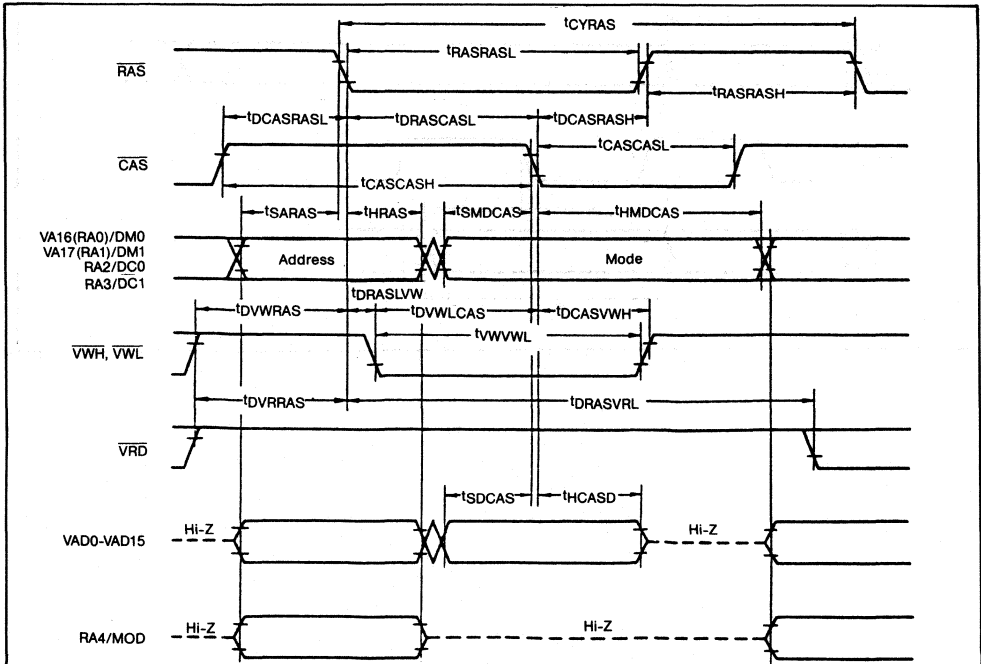 tCYRAS
tRASRASL
RAS
tRASRASH
tDCASRASL tDRASCASL tDCASRASH
tCASCASL
CAS
tCASCASH
tSARAS tHRAS tSMDCAS tHMDCAS
VA16(RA0)/DM0
VA17(RA1)/DM1
RA2/DC0
RA3/DC1
Address Mode
tDRASLVW
tDVWRAS tDVWLCAS tDCASVWH
tVWVWL
VWH, VWL
tDVRRAS tDRASVRL
VRD
tSDCAS tHCASD
VAD0-VAD15 Hi-Z Hi-Z
RA4/MOD Hi-Z Hi-Z